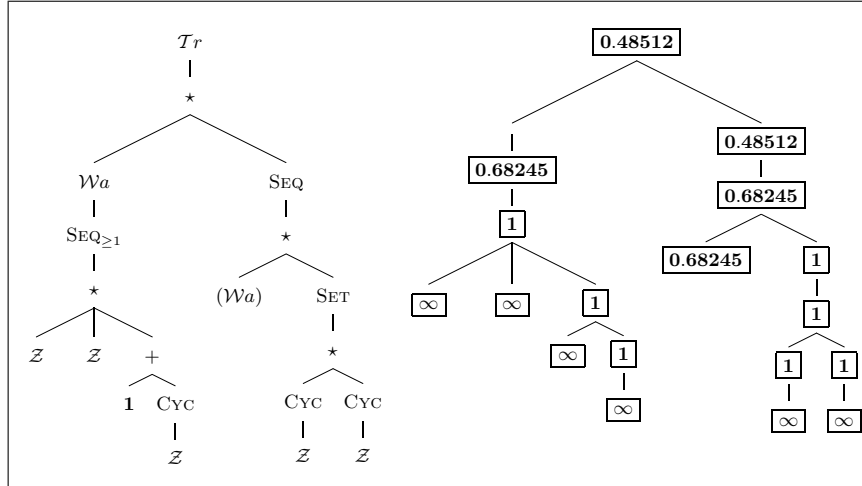 𝒯r
⋆
𝒲a SEQ
SEQ≥1 ⋆
⋆ (𝒲a) SET
𝒵 𝒵 + ⋆
1 CYC CYC CYC
𝒵 𝒵 𝒵
0.48512
0.48512
0.68245 0.68245
1 0.68245 1
∞ ∞ 1 1
∞ 1 1 1
∞ ∞ ∞